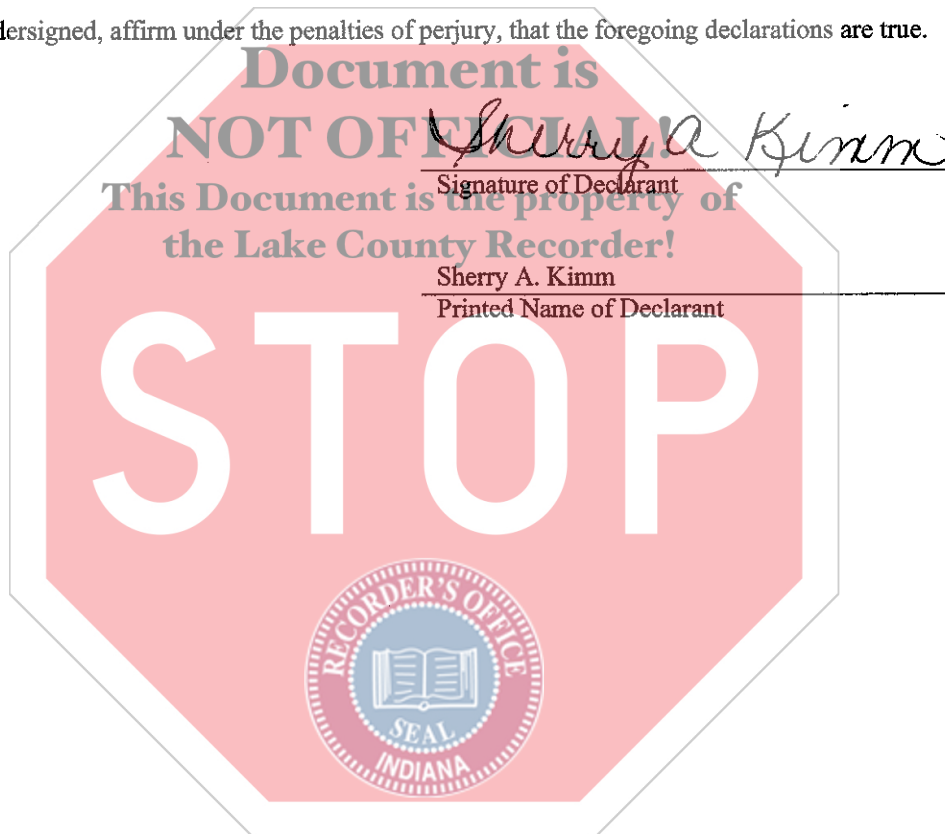 dersigned, affirm under the penalties of perjury, that the foregoing declarations are true.
Document is
NOT OFFICIAL!
Sherry A Kimm
Signature of Declarant
This Document is the property of
the Lake County Recorder!
Sherry A. Kimm
Printed Name of Declarant
STOP
RECORDER'S OFFICE
SEAL
INDIANA